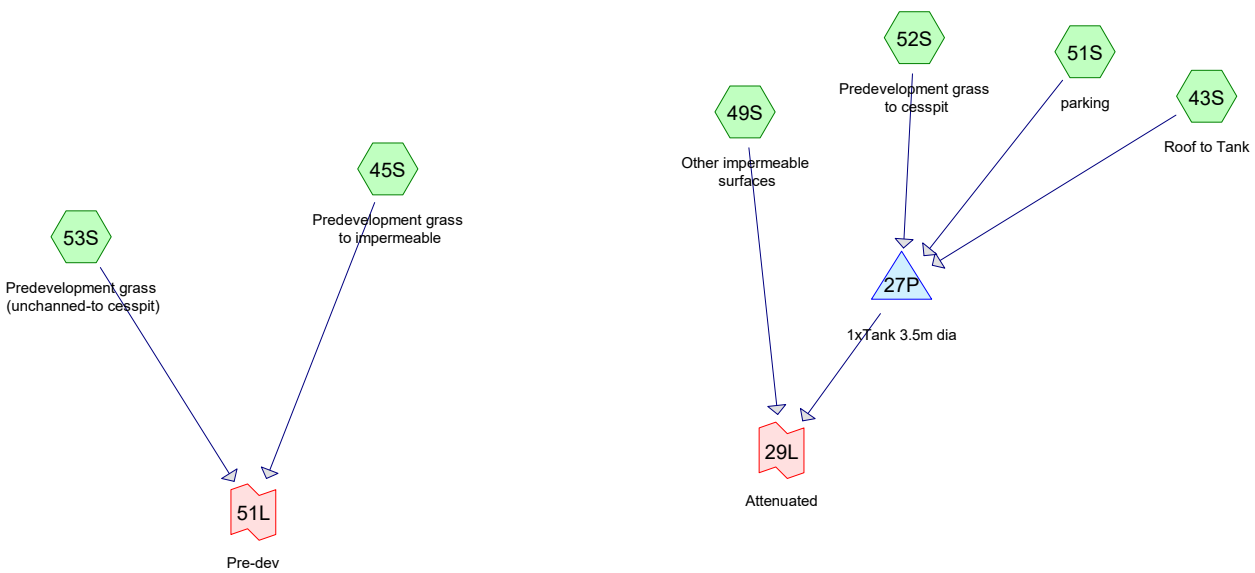 52S
Predevelopment grass
to cesspit
51S
parking
43S
Roof to Tank
49S
Other impermeable
surfaces
45S
Predevelopment grass
to impermeable
53S
Predevelopment grass
(unchanned-to cesspit)
27P
1xTank 3.5m dia
29L
Attenuated
51L
Pre-dev